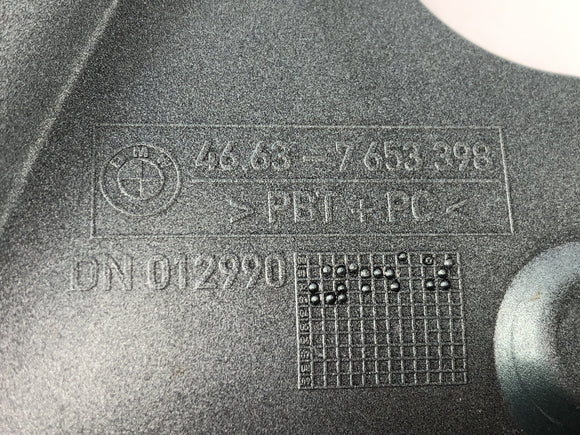 BMW
46.63 - 7 653 398
> PBT + PC <
DN 012990